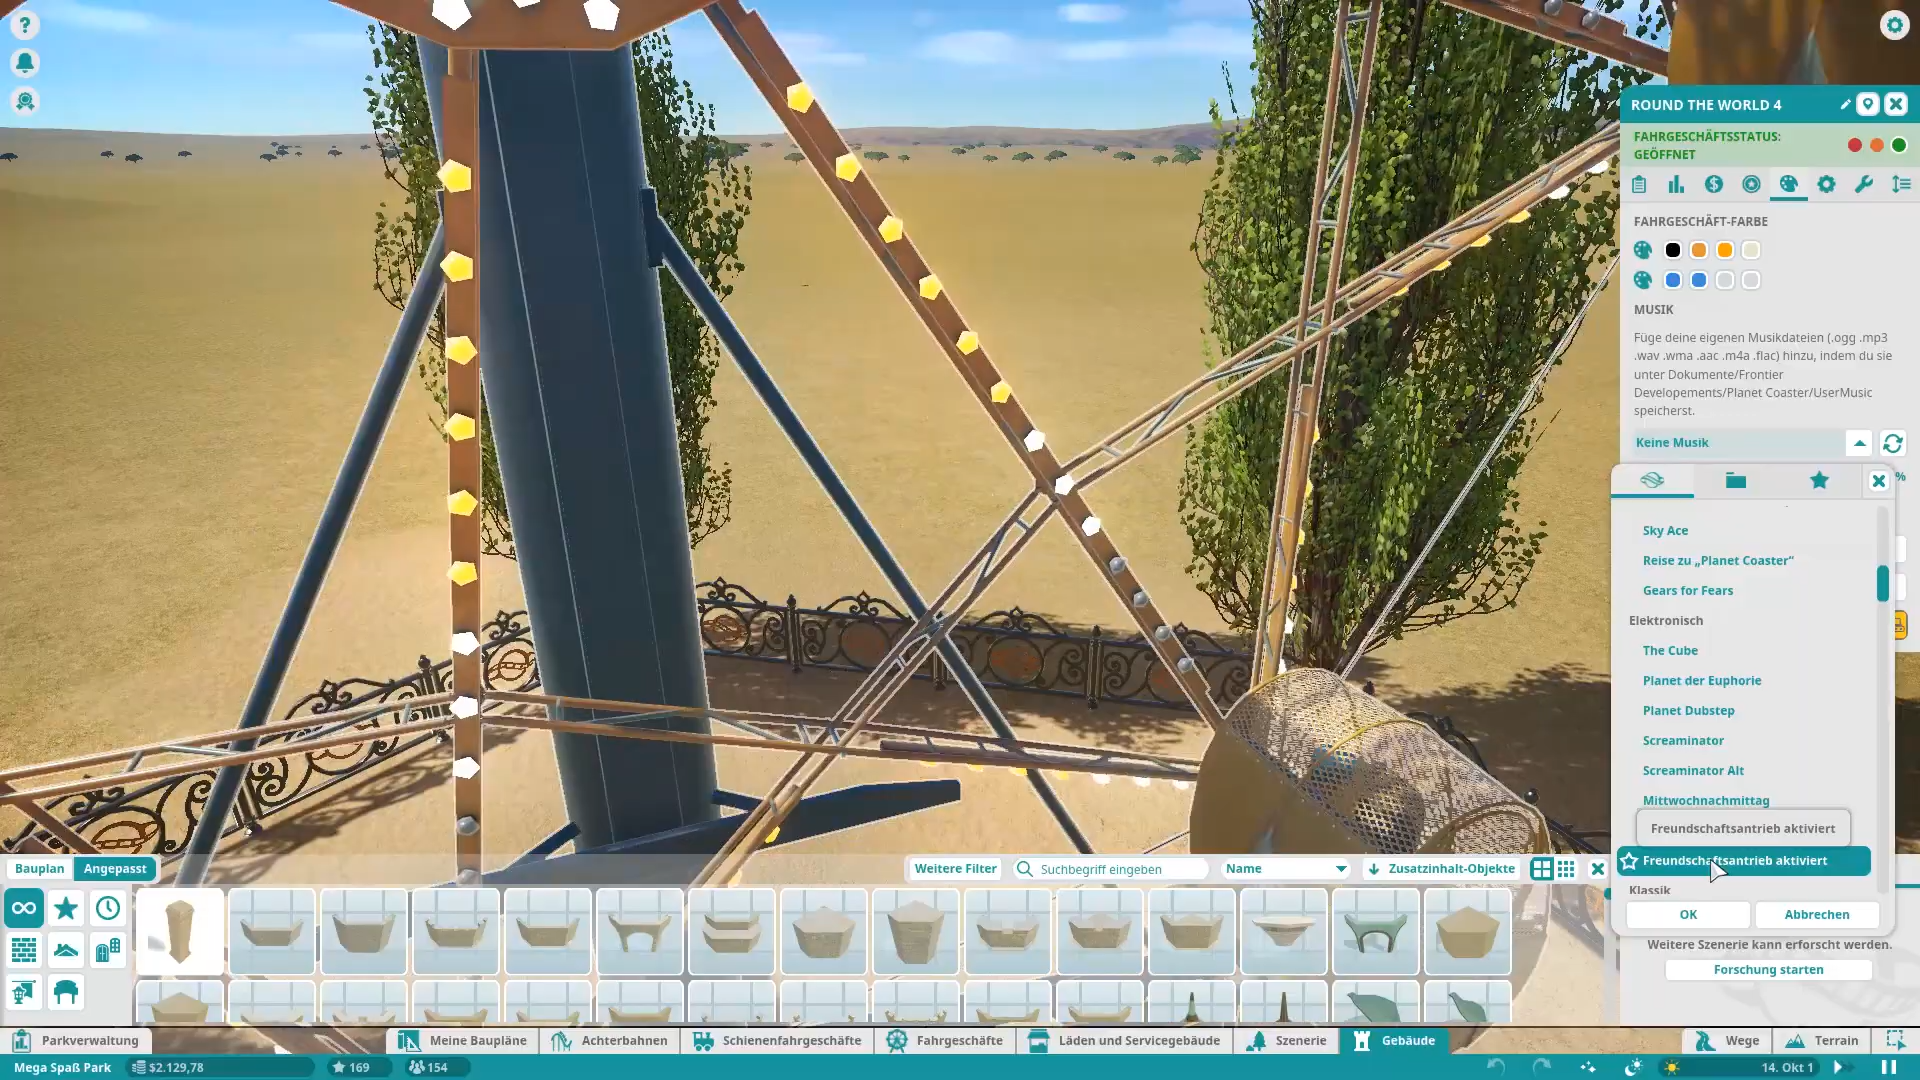 ROUND THE WORLD 4
FAHRGESCHÄFTSSTATUS:
GEÖFFNET
FAHRGESCHÄFT-FARBE
MUSIK
Füge deine eigenen Musikdateien (.ogg .mp3
.wav .wma .aac .m4a .flac) hinzu, indem du sie
unter Dokumente/Frontier
Developements/Planet Coaster/UserMusic
speicherst.
Keine Musik
%
Sky Ace
Reise zu „Planet Coaster“
Gears for Fears
Elektronisch
The Cube
Planet der Euphorie
Planet Dubstep
Screaminator
Screaminator Alt
Mittwochnachmittag
Freundschaftsantrieb aktiviert
Freundschaftsantrieb aktiviert
Klassik
OK
Abbrechen
Weitere Szenerie kann erforscht werden.
Forschung starten
Bauplan
Angepasst
Weitere Filter
Suchbegriff eingeben
Name
Zusatzinhalt-Objekte
Parkverwaltung
Meine Baupläne
Achterbahnen
Schienenfahrgeschäfte
Fahrgeschäfte
Läden und Servicegebäude
Szenerie
Gebäude
Wege
Terrain
Mega Spaß Park
$2.129,78
169
154
14. Okt 1